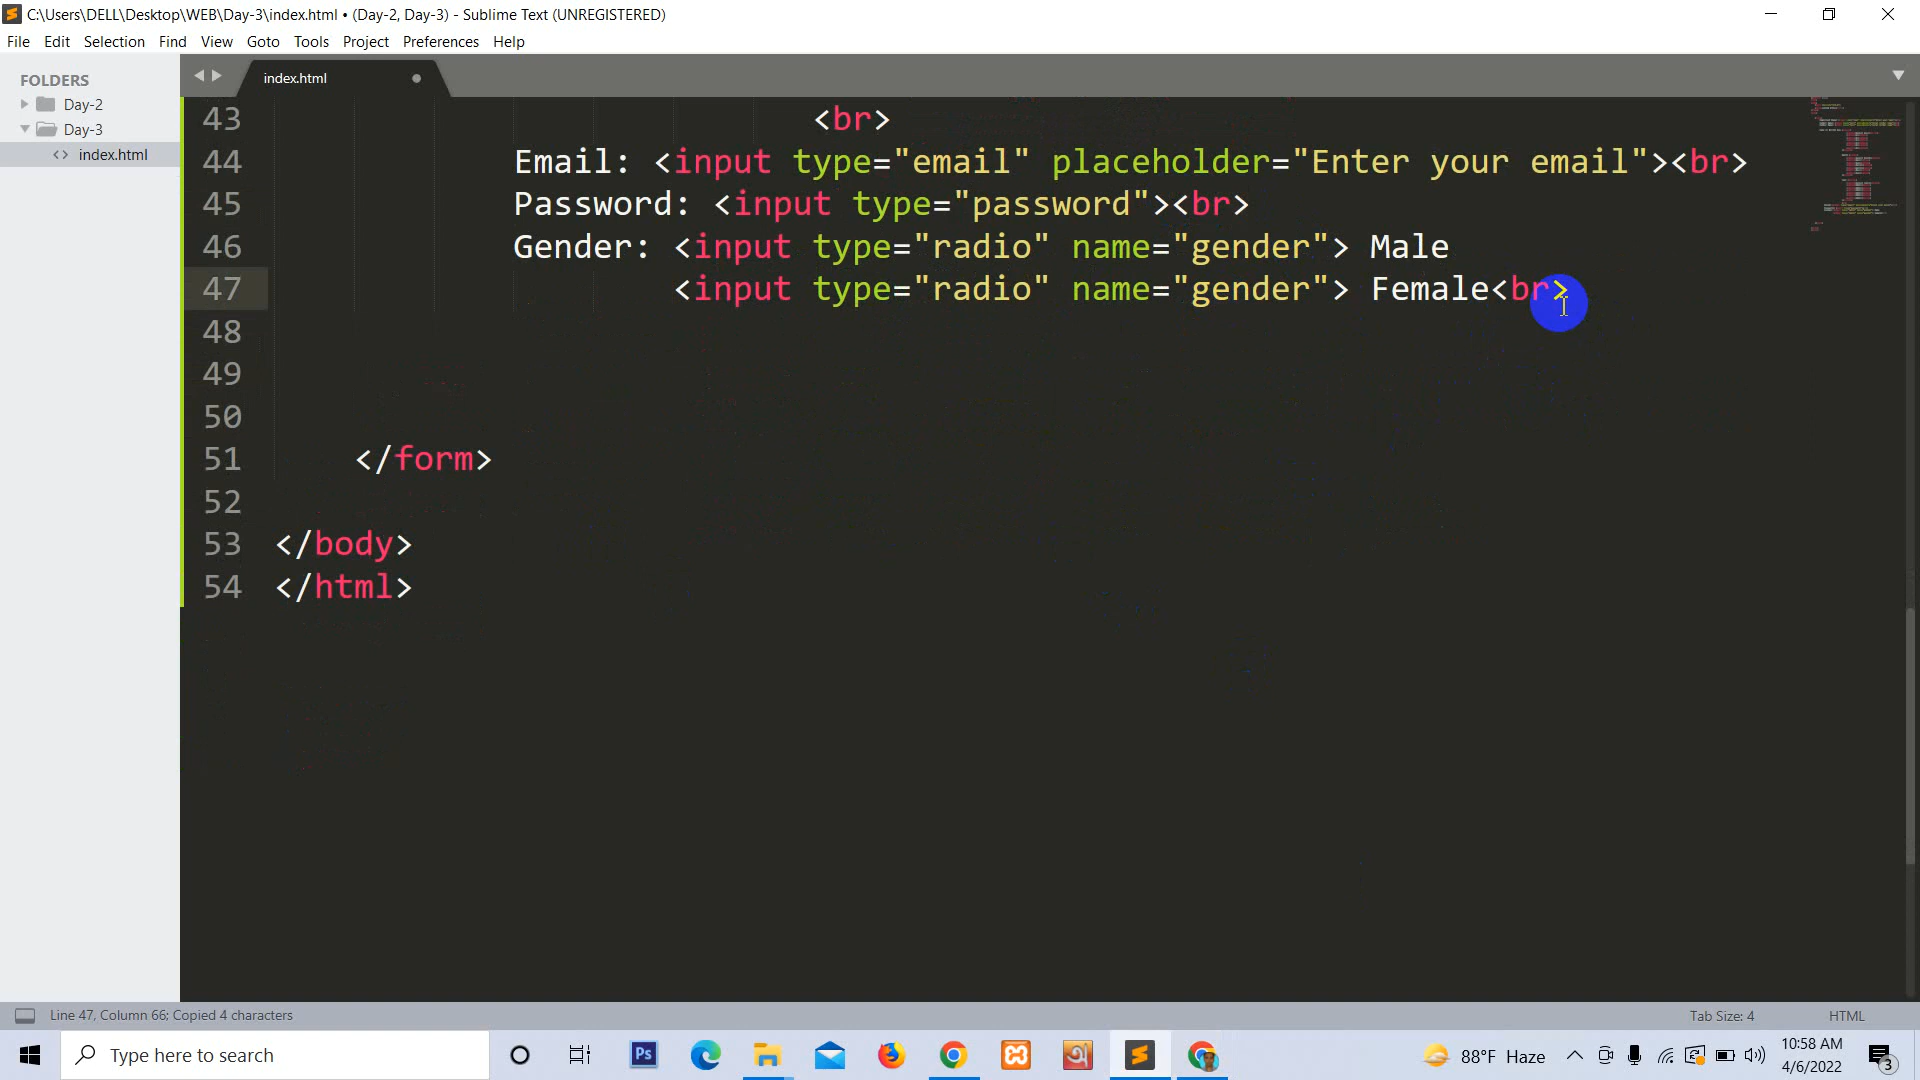 C:\Users\DELL\Desktop\WEB\Day-3\index.html • (Day-2, Day-3) - Sublime Text (UNREGISTERED)
File Edit Selection Find View Goto Tools Project Preferences Help
FOLDERS
Day-2
Day-3
<> index.html
index.html
43 <br>
44 Email: <input type="email" placeholder="Enter your email"><br>
45 Password: <input type="password"><br>
46 Gender: <input type="radio" name="gender"> Male
47 <input type="radio" name="gender"> Female<br>
48
49
50
51 </form>
52
53 </body>
54 </html>
Line 47, Column 66; Copied 4 characters
Tab Size: 4
HTML
Type here to search
Ps
88°F Haze
10:58 AM
4/6/2022
3